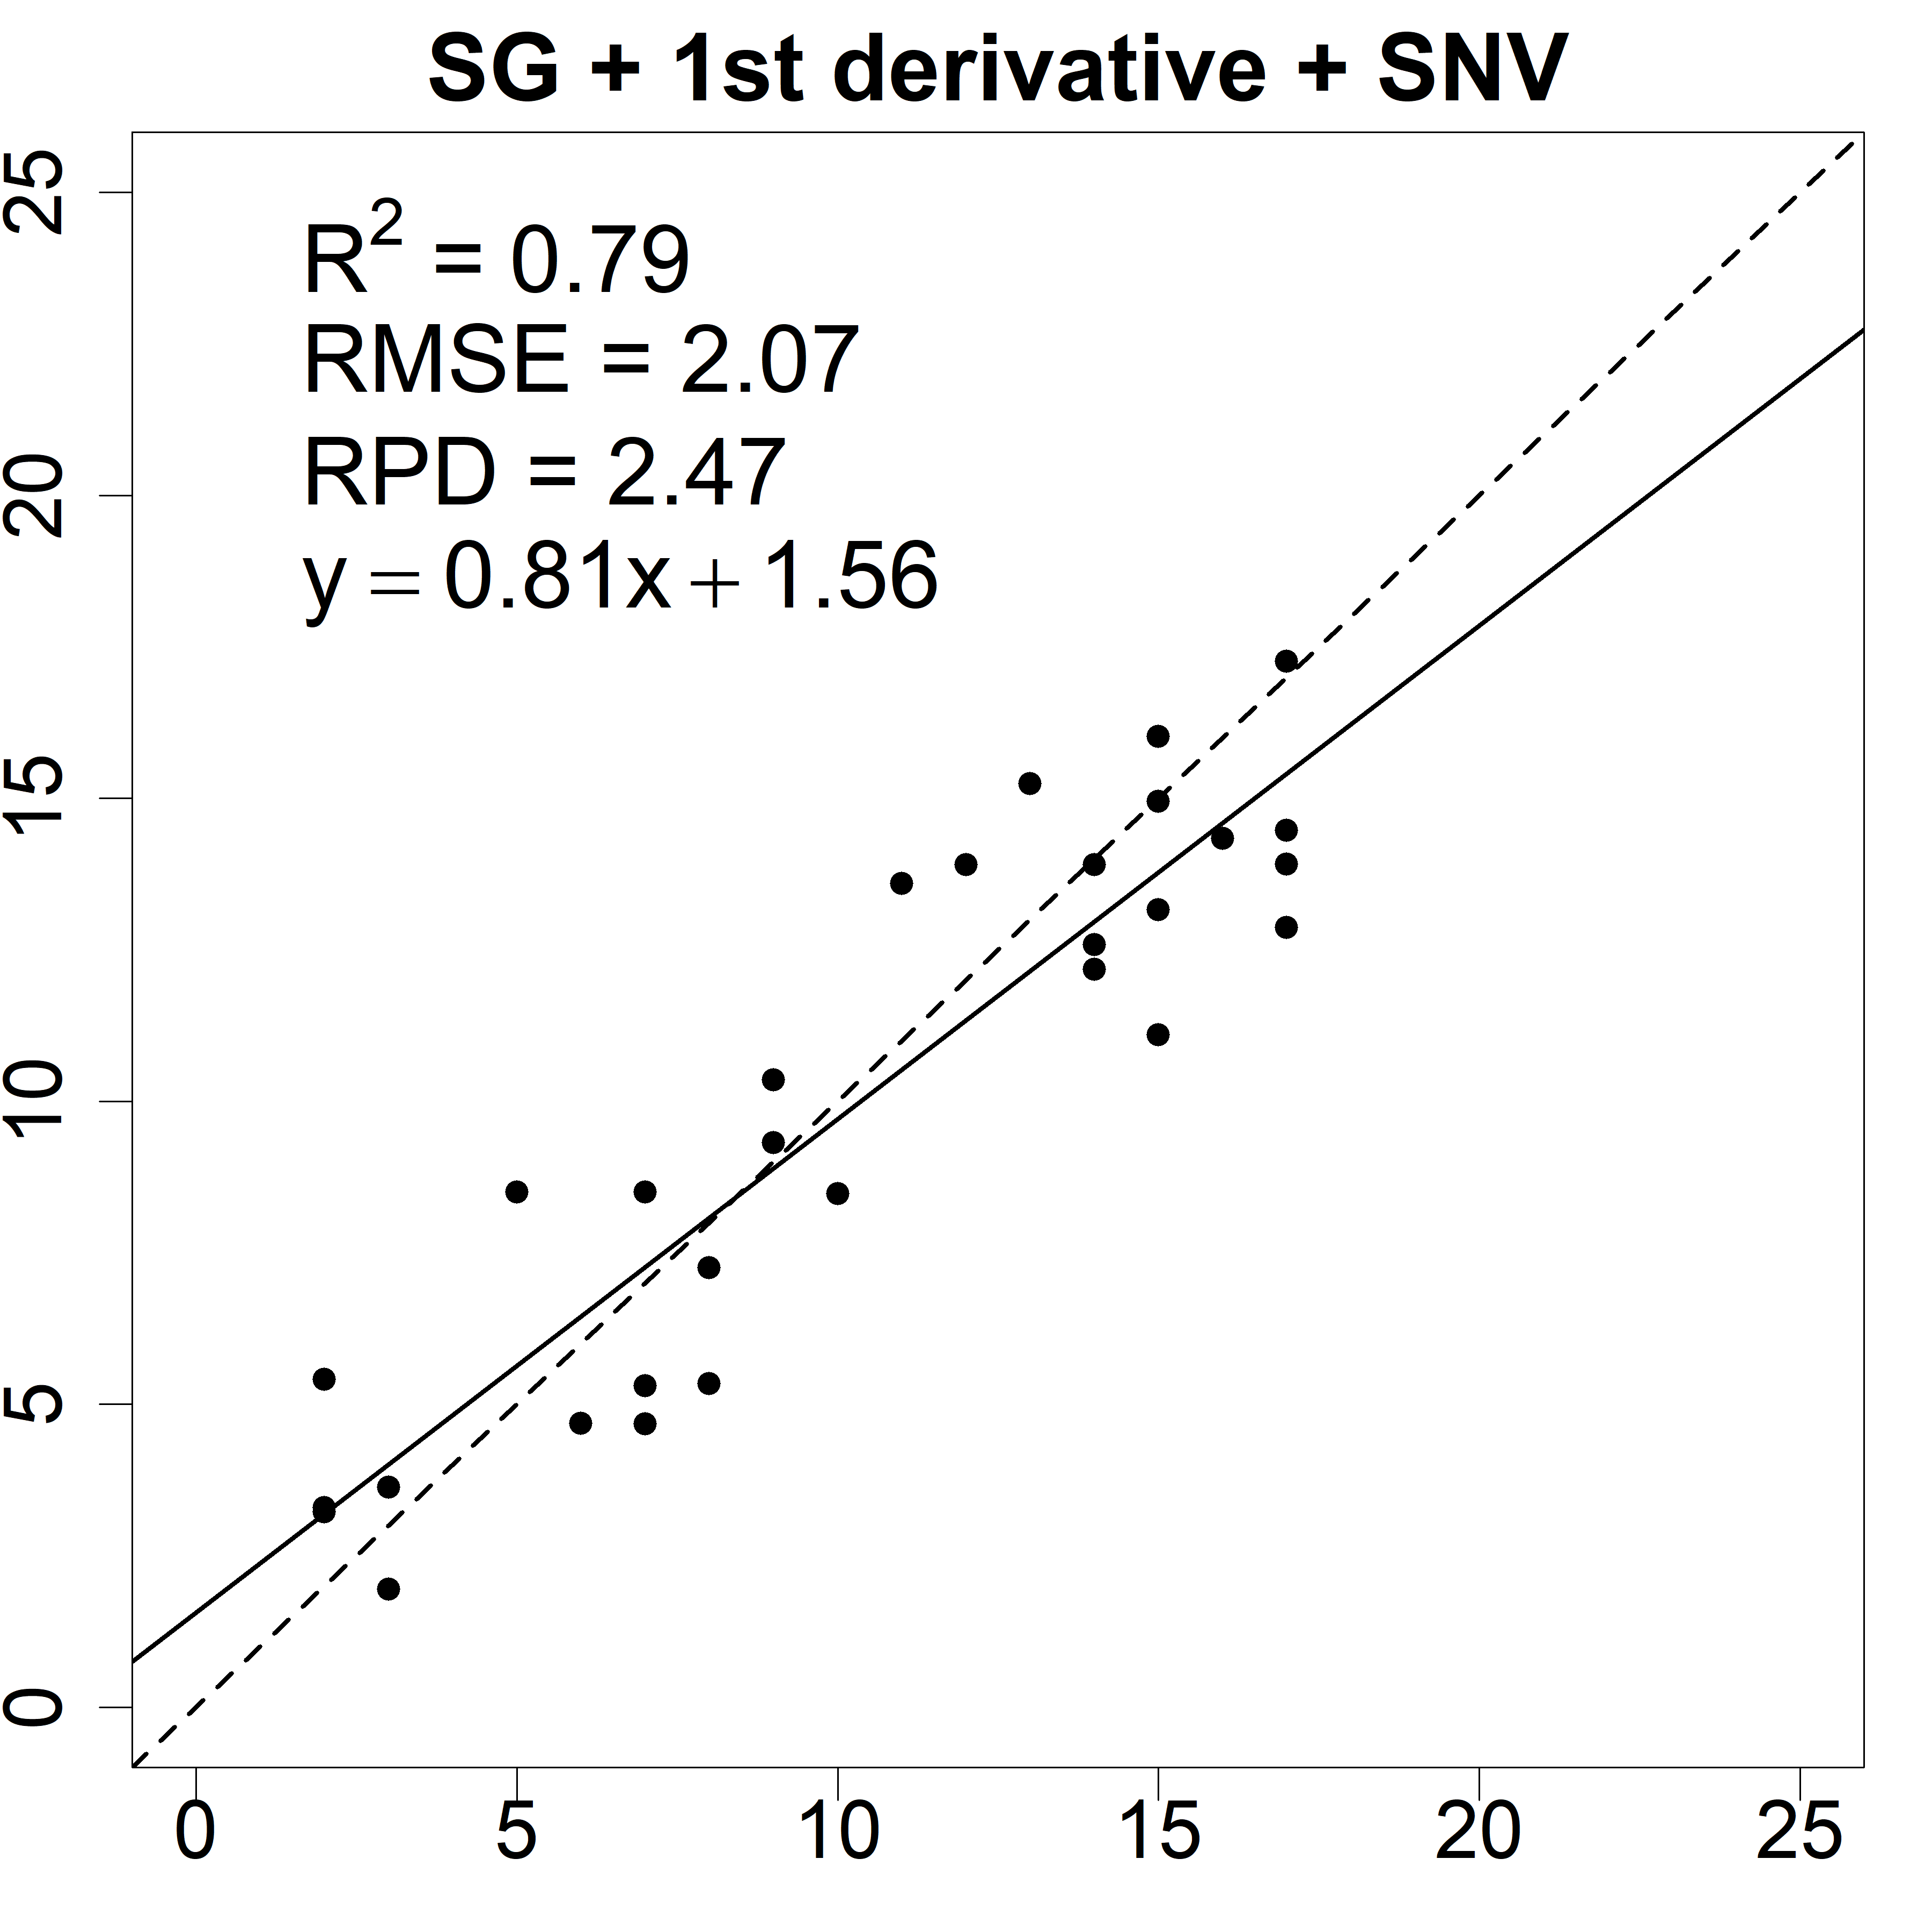 SG + 1st derivative + SNV
R² = 0.79
RMSE = 2.07
RPD = 2.47
y = 0.81x + 1.56
25
20
15
10
5
0
0 5 10 15 20 25